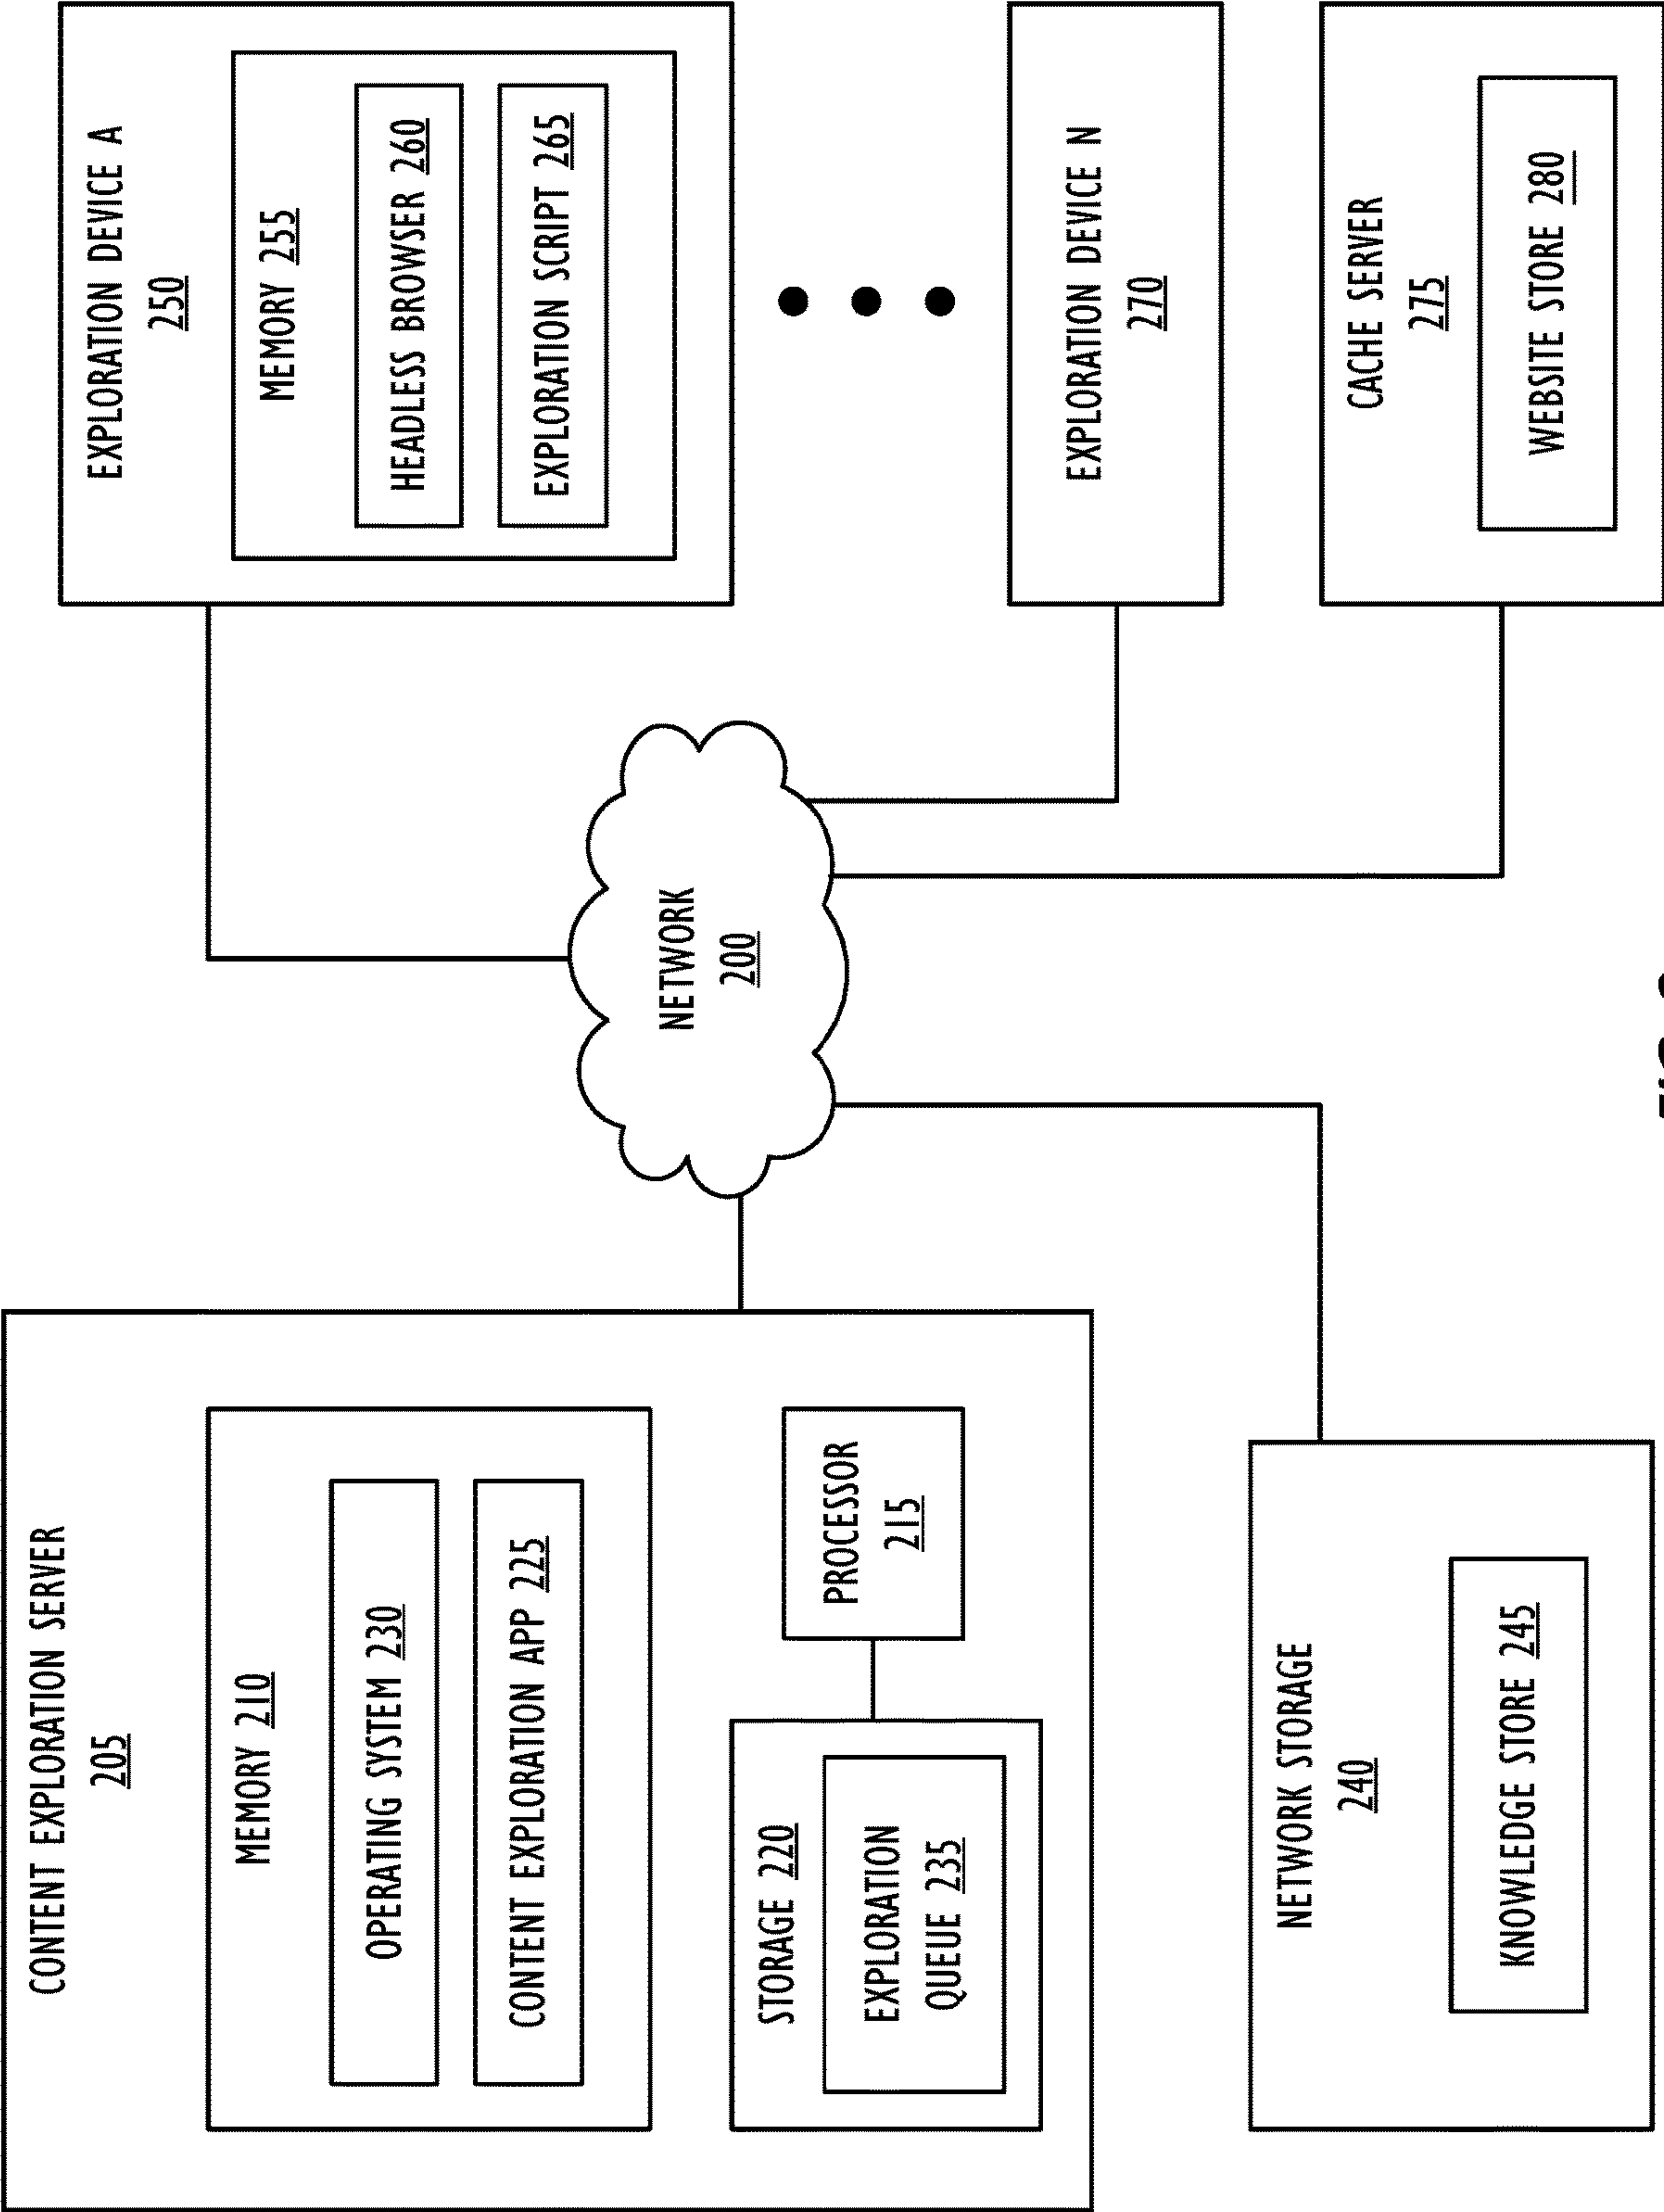 CONTENT EXPLORATION SERVER
205
MEMORY 210
OPERATING SYSTEM 230
CONTENT EXPLORATION APP 225
STORAGE 220
EXPLORATION
QUEUE 235
PROCESSOR
215
NETWORK STORAGE
240
KNOWLEDGE STORE 245
NETWORK
200
EXPLORATION DEVICE A
250
MEMORY 255
HEADLESS BROWSER 260
EXPLORATION SCRIPT 265
EXPLORATION DEVICE N
270
CACHE SERVER
275
WEBSITE STORE 280